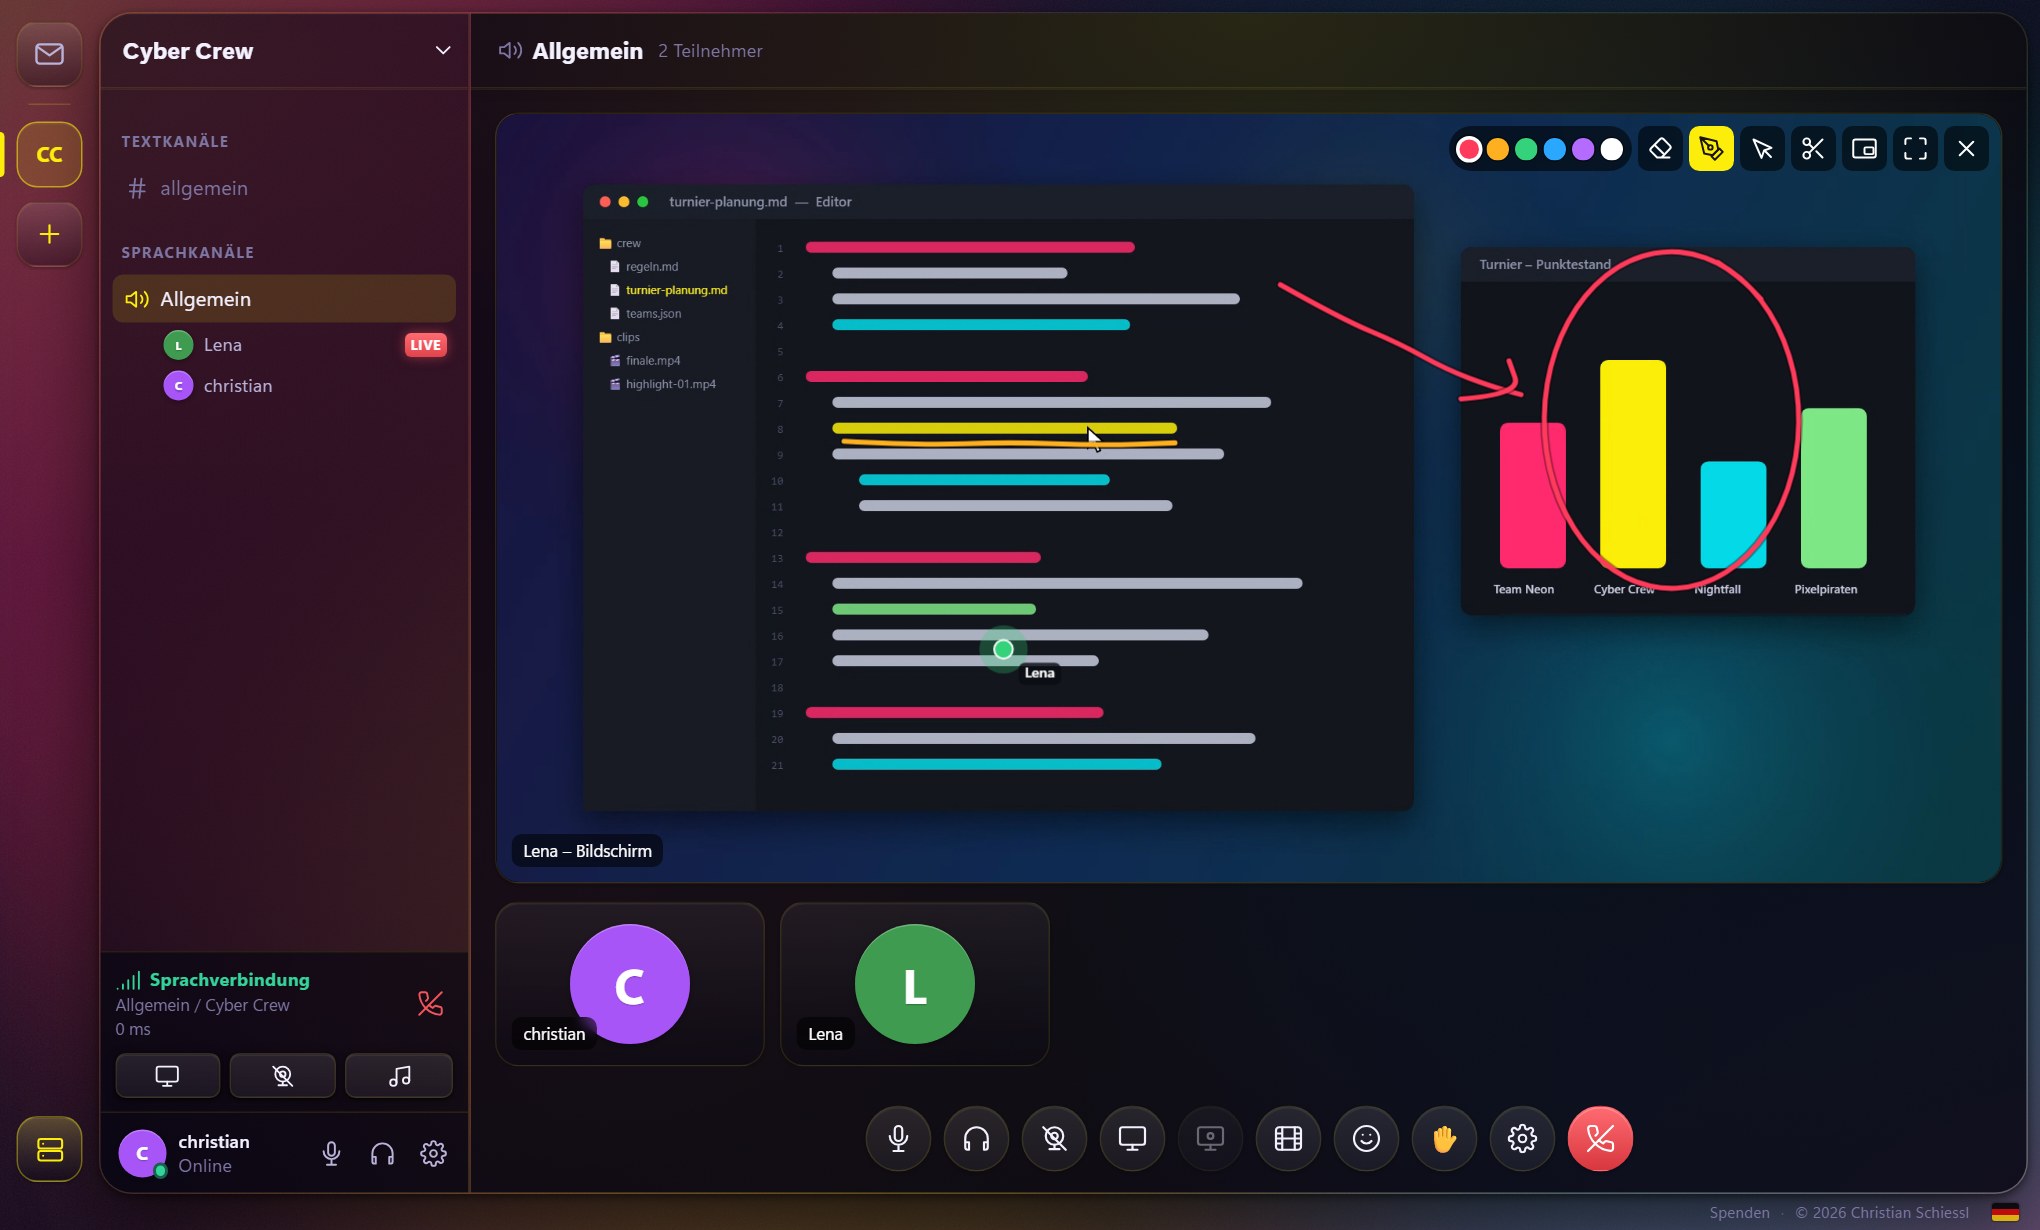 Cyber Crew
CC
TEXTKANÄLE
# allgemein
SPRACHKANÄLE
Allgemein
L Lena LIVE
C christian
Sprachverbindung
Allgemein / Cyber Crew
0 ms
C christian
Online
Allgemein 2 Teilnehmer
turnier-planung.md — Editor
crew
regeln.md
turnier-planung.md
teams.json
clips
finale.mp4
highlight-01.mp4
1
2
3
4
5
6
7
8
9
10
11
12
13
14
15
16
17
18
19
20
21
Lena
Turnier – Punktestand
Team Neon
Cyber Crew
Nightfall
Pixelpiraten
Lena – Bildschirm
C
christian
L
Lena
Spenden · © 2026 Christian Schiessl